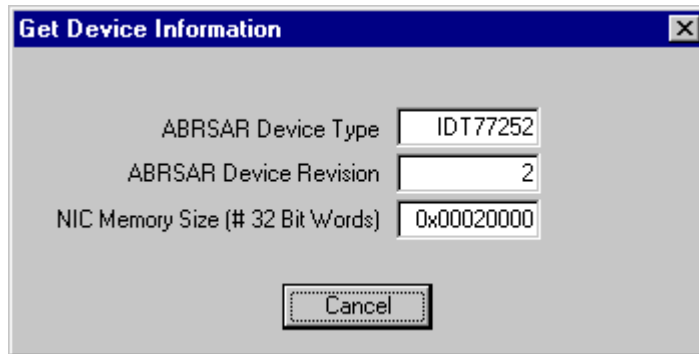 Get Device Information
ABRSAR Device Type IDT77252
ABRSAR Device Revision 2
NIC Memory Size (# 32 Bit Words) 0x00020000
Cancel